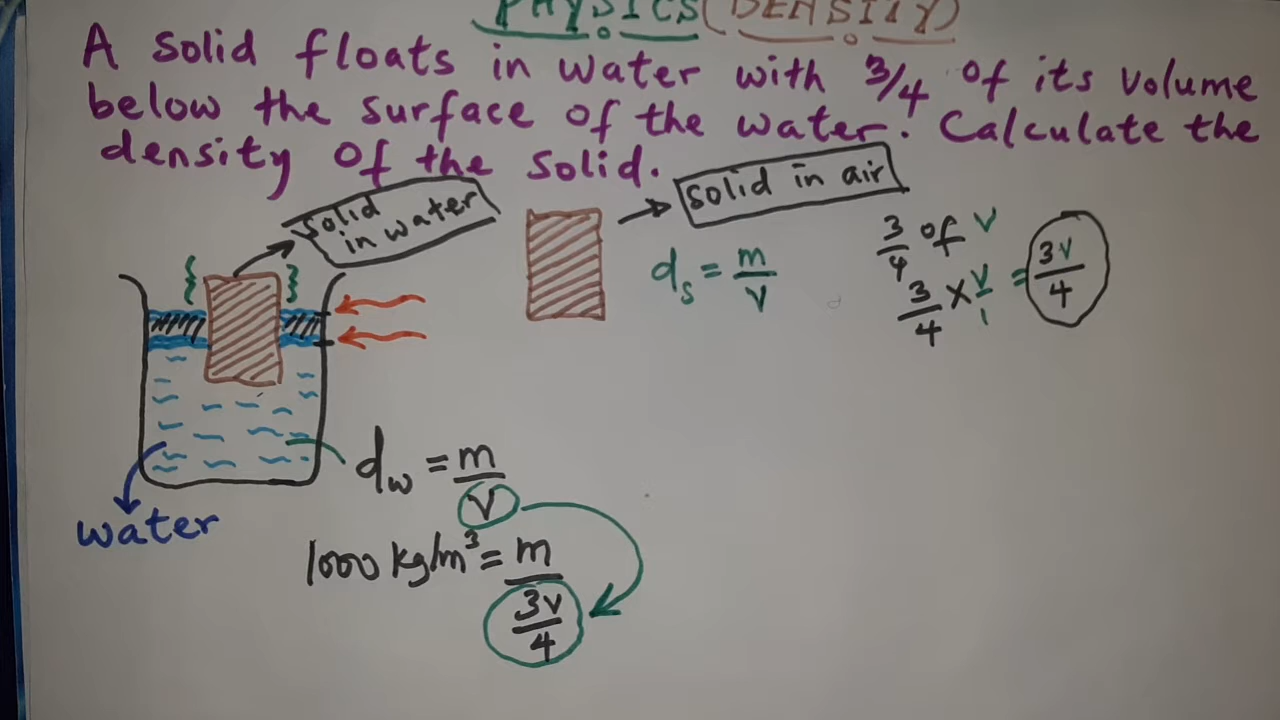 PHYSICS (DENSITY)
A solid floats in water with 3/4 of its volume
below the surface of the water. Calculate the
density of the solid.
solid
in water
solid in air
d_s = m/V
3/4 of V
3/4 × V/1 = 3V/4
d_w = m/V
water
1000 kg/m³ = m/(3V/4)